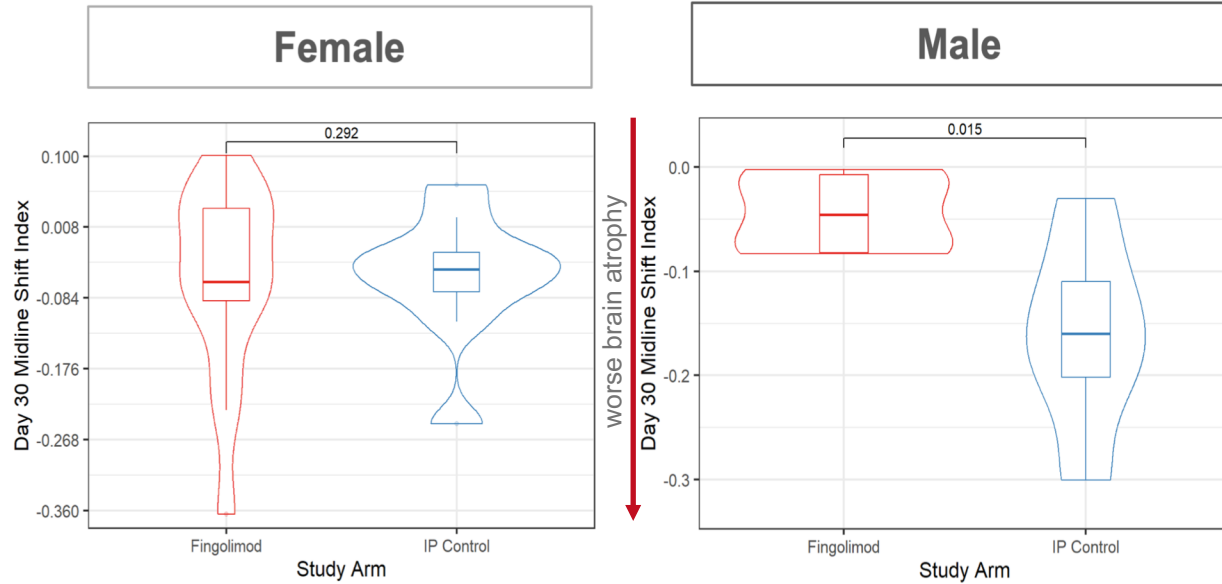 Female
0.292
0.100
0.008
-0.084
-0.176
-0.268
-0.360
Day 30 Midline Shift Index
Fingolimod
IP Control
Study Arm
worse brain atrophy
Male
0.015
0.0
-0.1
-0.2
-0.3
Day 30 Midline Shift Index
Fingolimod
IP Control
Study Arm